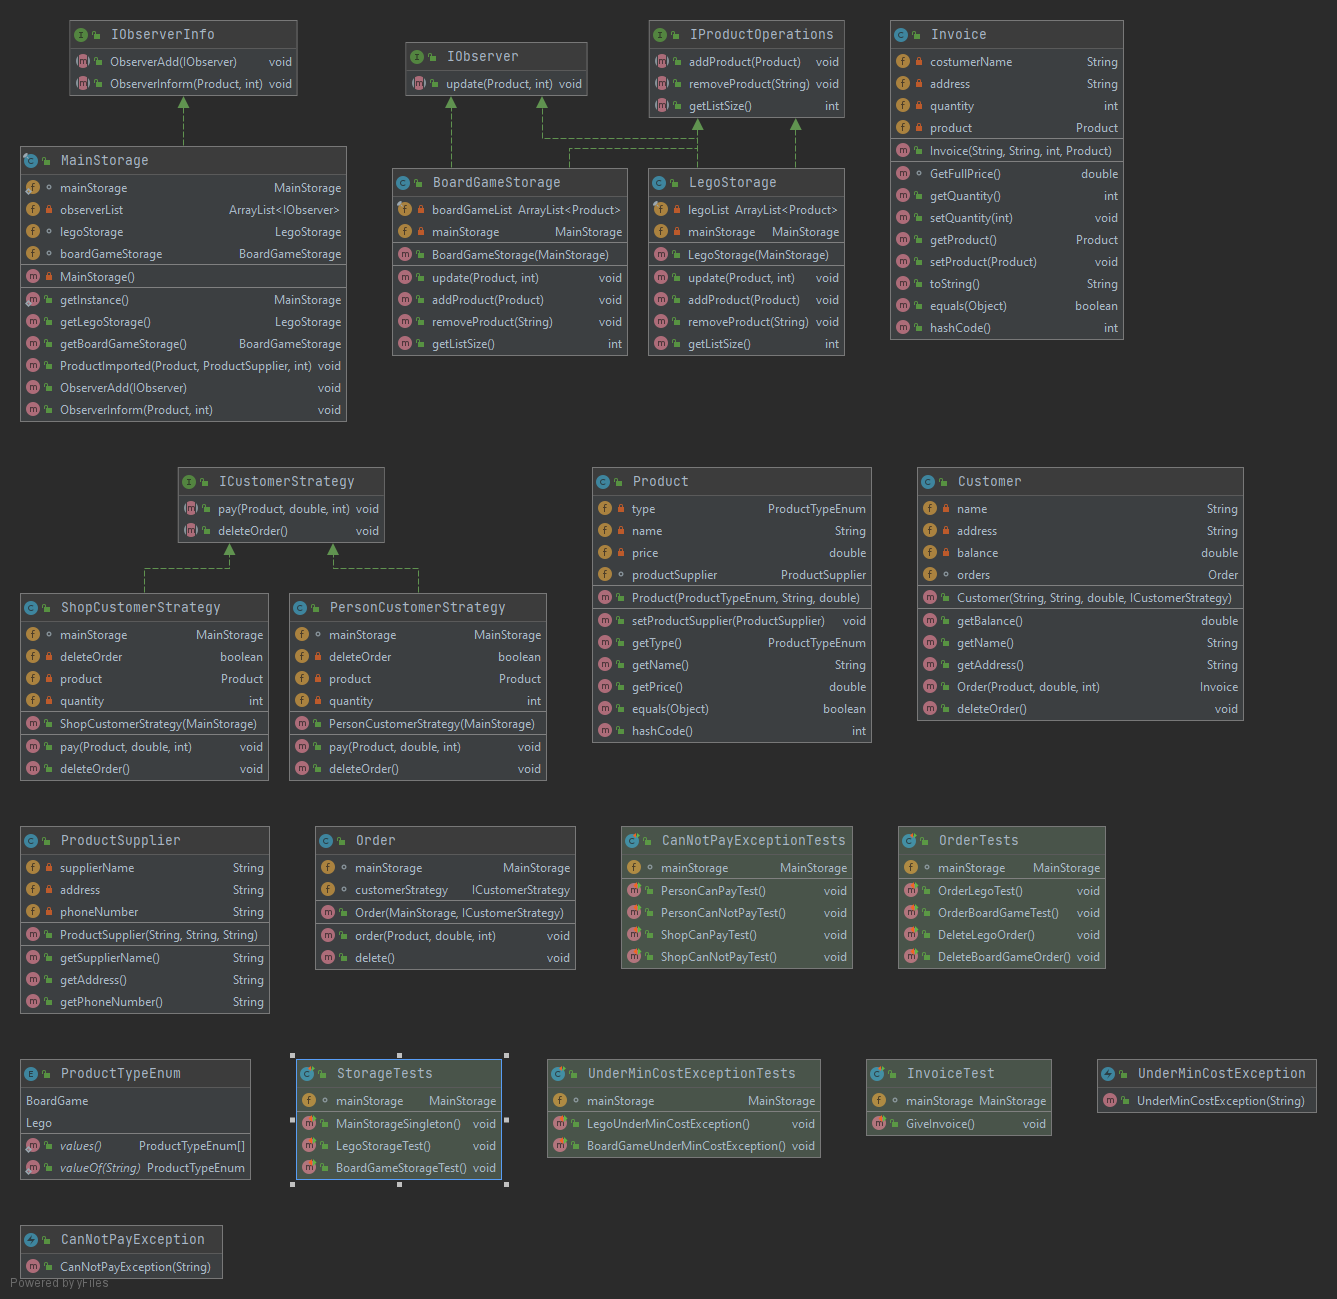 IObserverInfo
ObserverAdd(IObserver) void
ObserverInform(Product, int) void
IObserver
update(Product, int) void
IProductOperations
addProduct(Product) void
removeProduct(String) void
getListSize() int
Invoice
costumerName String
address String
quantity int
product Product
Invoice(String, String, int, Product)
GetFullPrice() double
getQuantity() int
setQuantity(int) void
getProduct() Product
setProduct(Product) void
toString() String
equals(Object) boolean
hashCode() int
MainStorage
mainStorage MainStorage
observerList ArrayList<IObserver>
legoStorage LegoStorage
boardGameStorage BoardGameStorage
MainStorage()
getInstance() MainStorage
getLegoStorage() LegoStorage
getBoardGameStorage() BoardGameStorage
ProductImported(Product, ProductSupplier, int) void
ObserverAdd(IObserver) void
ObserverInform(Product, int) void
BoardGameStorage
boardGameList ArrayList<Product>
mainStorage MainStorage
BoardGameStorage(MainStorage)
update(Product, int) void
addProduct(Product) void
removeProduct(String) void
getListSize() int
LegoStorage
legoList ArrayList<Product>
mainStorage MainStorage
LegoStorage(MainStorage)
update(Product, int) void
addProduct(Product) void
removeProduct(String) void
getListSize() int
ICustomerStrategy
pay(Product, double, int) void
deleteOrder() void
ShopCustomerStrategy
mainStorage MainStorage
deleteOrder boolean
product Product
quantity int
ShopCustomerStrategy(MainStorage)
pay(Product, double, int) void
deleteOrder() void
PersonCustomerStrategy
mainStorage MainStorage
deleteOrder boolean
product Product
quantity int
PersonCustomerStrategy(MainStorage)
pay(Product, double, int) void
deleteOrder() void
Product
type ProductTypeEnum
name String
price double
productSupplier ProductSupplier
Product(ProductTypeEnum, String, double)
setProductSupplier(ProductSupplier) void
getType() ProductTypeEnum
getName() String
getPrice() double
equals(Object) boolean
hashCode() int
Customer
name String
address String
balance double
orders Order
Customer(String, String, double, ICustomerStrategy)
getBalance() double
getName() String
getAddress() String
Order(Product, double, int) Invoice
deleteOrder() void
ProductSupplier
supplierName String
address String
phoneNumber String
ProductSupplier(String, String, String)
getSupplierName() String
getAddress() String
getPhoneNumber() String
Order
mainStorage MainStorage
customerStrategy ICustomerStrategy
Order(MainStorage, ICustomerStrategy)
order(Product, double, int) void
delete() void
CanNotPayExceptionTests
mainStorage MainStorage
PersonCanPayTest() void
PersonCanNotPayTest() void
ShopCanPayTest() void
ShopCanNotPayTest() void
OrderTests
mainStorage MainStorage
OrderLegoTest() void
OrderBoardGameTest() void
DeleteLegoOrder() void
DeleteBoardGameOrder() void
ProductTypeEnum
BoardGame
Lego
values() ProductTypeEnum[]
valueOf(String) ProductTypeEnum
StorageTests
mainStorage MainStorage
MainStorageSingleton() void
LegoStorageTest() void
BoardGameStorageTest() void
UnderMinCostExceptionTests
mainStorage MainStorage
LegoUnderMinCostException() void
BoardGameUnderMinCostException() void
InvoiceTest
mainStorage MainStorage
GiveInvoice() void
UnderMinCostException
UnderMinCostException(String)
CanNotPayException
CanNotPayException(String)
Powered by yFiles